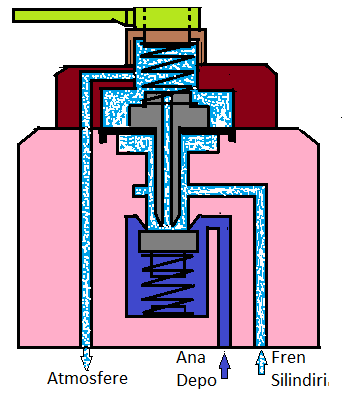 Atmosfere
Ana
Depo
Fren
Silindiri